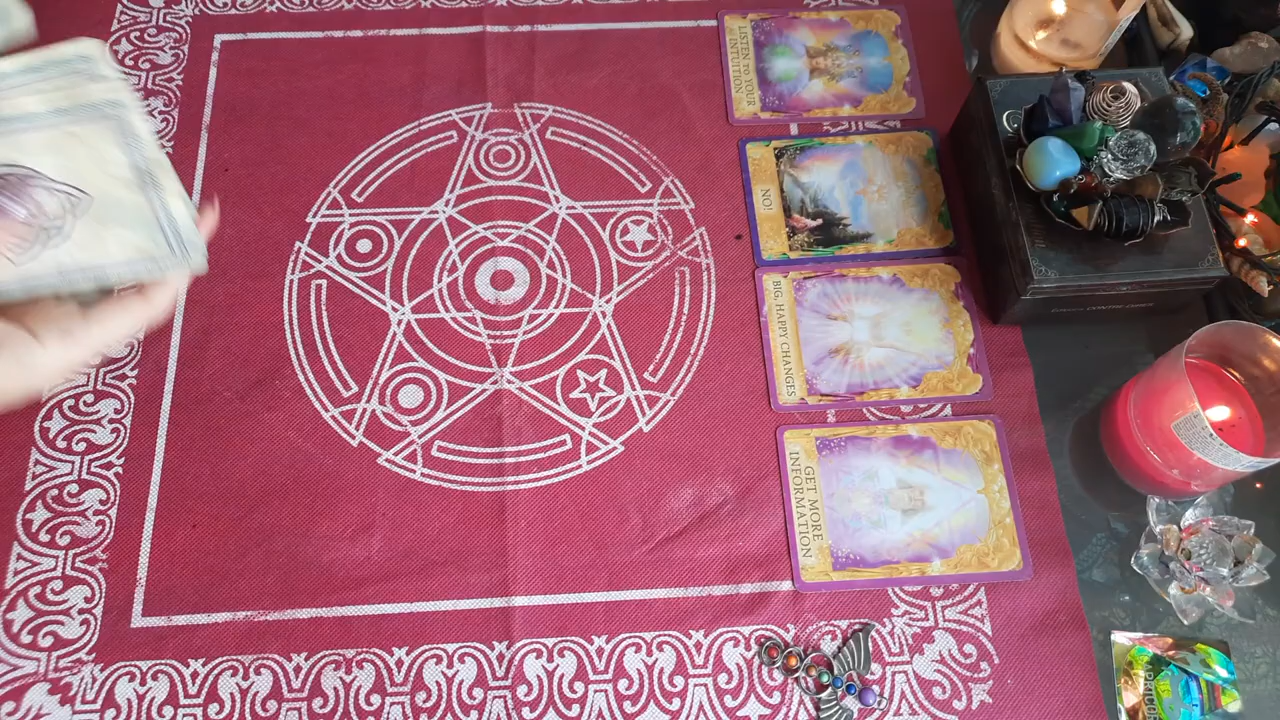 LISTEN TO YOUR
INTUITION
NO!
BIG, HAPPY CHANGES
GET MORE
INFORMATION